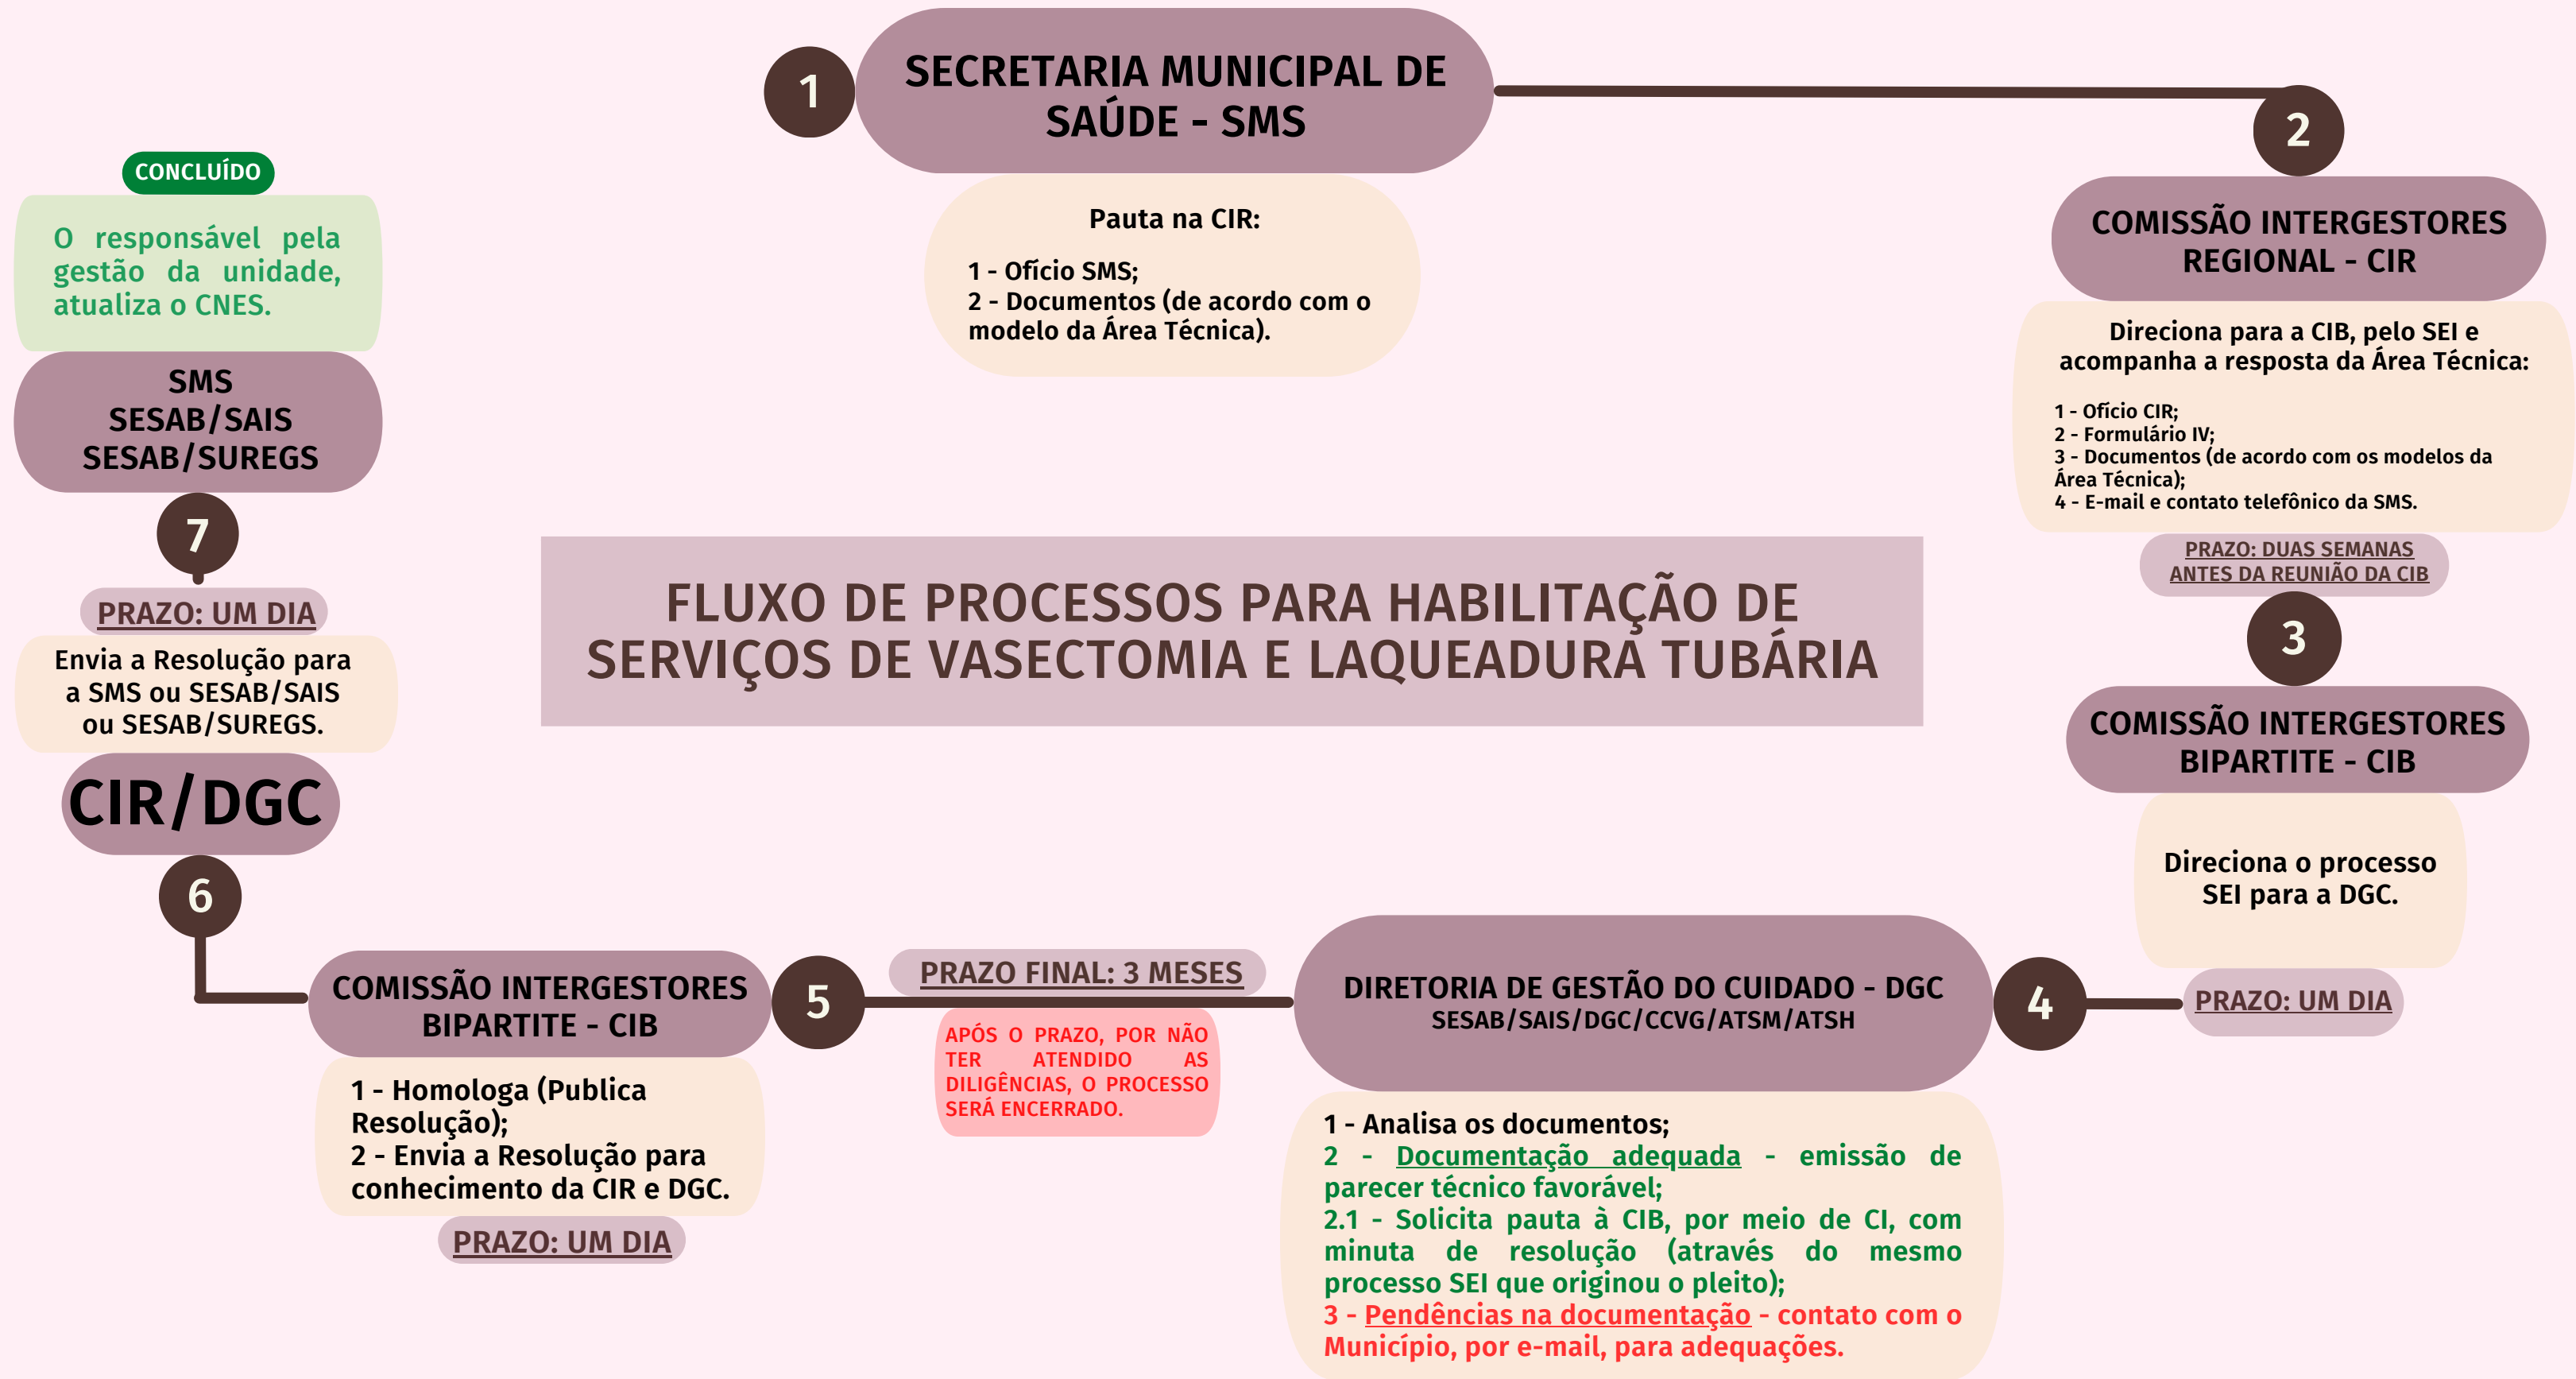 FLUXO DE PROCESSOS PARA HABILITAÇÃO DE
SERVIÇOS DE VASECTOMIA E LAQUEADURA TUBÁRIA
1
SECRETARIA MUNICIPAL DE
SAÚDE - SMS
Pauta na CIR:
1 - Ofício SMS;
2 - Documentos (de acordo com o
modelo da Área Técnica).
2
COMISSÃO INTERGESTORES
REGIONAL - CIR
Direciona para a CIB, pelo SEI e
acompanha a resposta da Área Técnica:
1 - Ofício CIR;
2 - Formulário IV;
3 - Documentos (de acordo com os modelos da
Área Técnica);
4 - E-mail e contato telefônico da SMS.
PRAZO: DUAS SEMANAS
ANTES DA REUNIÃO DA CIB
3
COMISSÃO INTERGESTORES
BIPARTITE - CIB
Direciona o processo
SEI para a DGC.
PRAZO: UM DIA
4
DIRETORIA DE GESTÃO DO CUIDADO - DGC
SESAB/SAIS/DGC/CCVG/ATSM/ATSH
1 - Analisa os documentos;
2 - Documentação adequada - emissão de
parecer técnico favorável;
2.1 - Solicita pauta à CIB, por meio de CI, com
minuta de resolução (através do mesmo
processo SEI que originou o pleito);
3 - Pendências na documentação - contato com o
Município, por e-mail, para adequações.
PRAZO FINAL: 3 MESES
APÓS O PRAZO, POR NÃO
TER ATENDIDO AS
DILIGÊNCIAS, O PROCESSO
SERÁ ENCERRADO.
5
COMISSÃO INTERGESTORES
BIPARTITE - CIB
1 - Homologa (Publica
Resolução);
2 - Envia a Resolução para
conhecimento da CIR e DGC.
PRAZO: UM DIA
6
CIR/DGC
Envia a Resolução para
a SMS ou SESAB/SAIS
ou SESAB/SUREGS.
PRAZO: UM DIA
7
SMS
SESAB/SAIS
SESAB/SUREGS
O responsável pela
gestão da unidade,
atualiza o CNES.
CONCLUÍDO